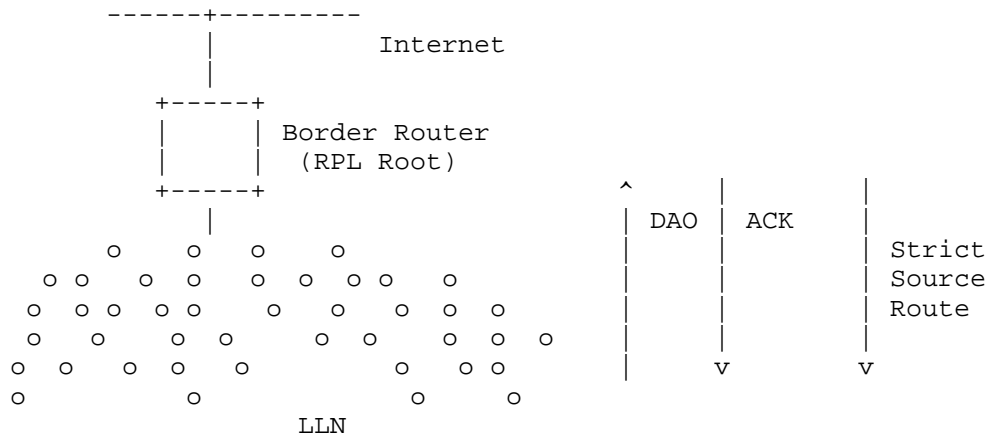 Internet
Border Router
(RPL Root)
DAO ACK
Strict
Source
Route
LLN